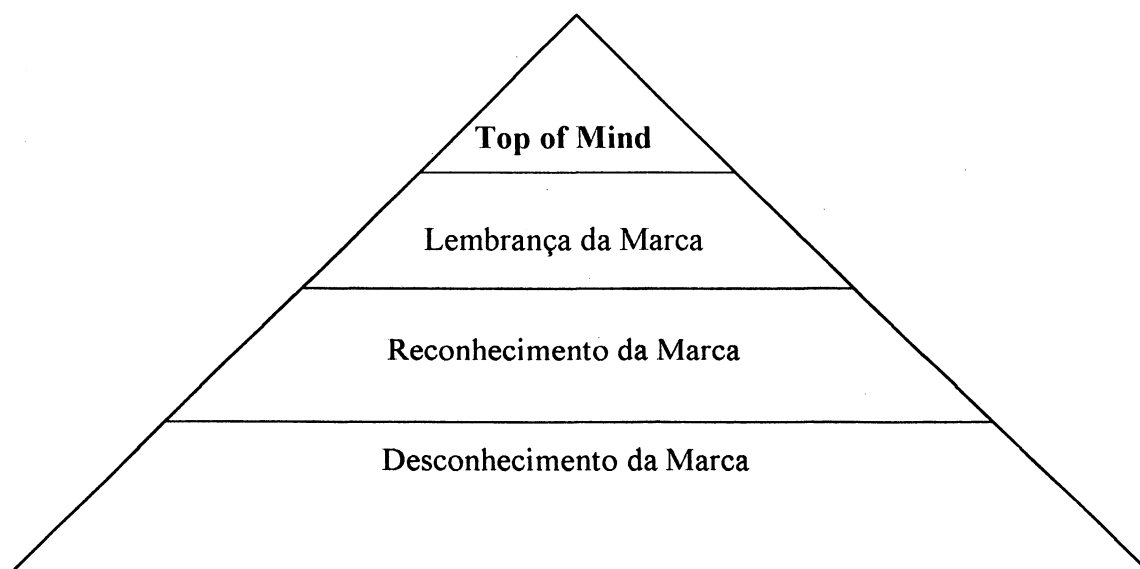 Top of Mind
Lembrança da Marca
Reconhecimento da Marca
Desconhecimento da Marca